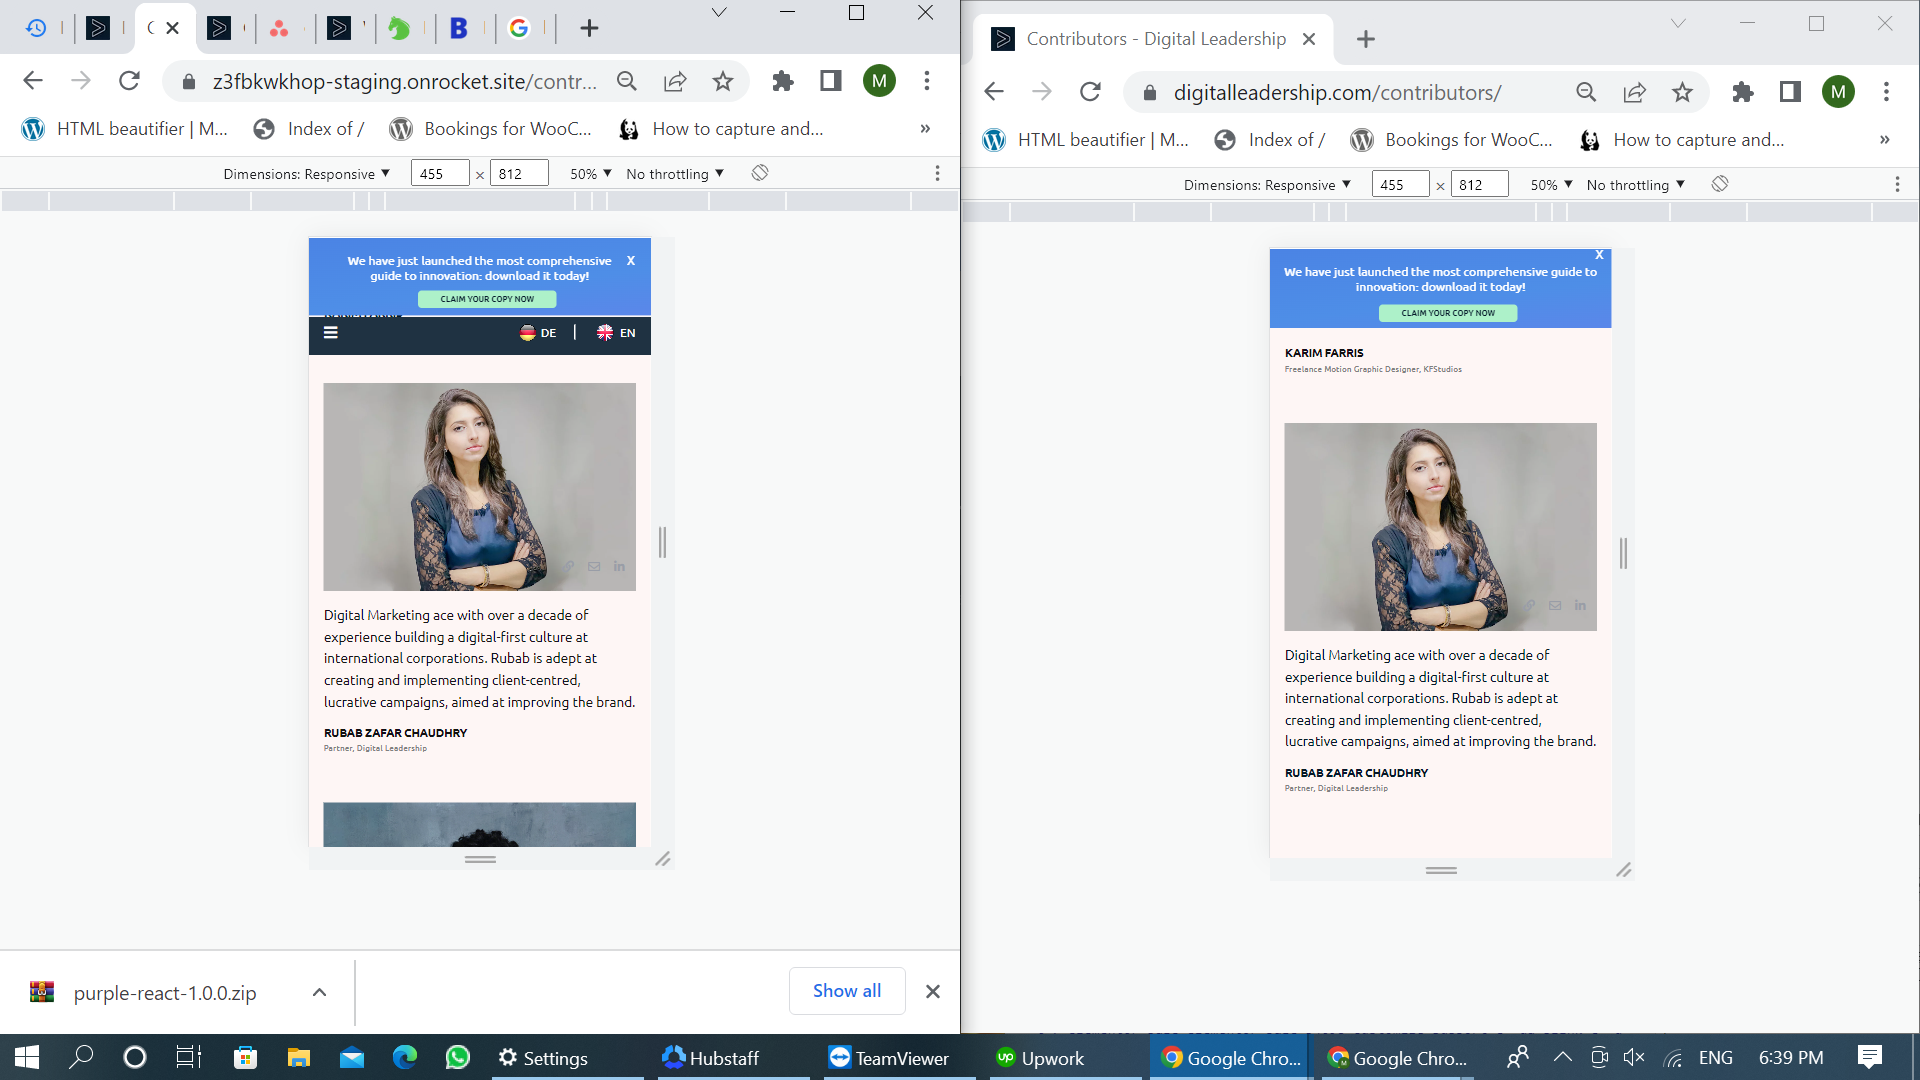 z3fbkwkhop-staging.onrocket.site/contr...
M
HTML beautifier | M...
Index of /
Bookings for WooC...
How to capture and...
»
Dimensions: Responsive ▼
455
×
812
50% ▼
No throttling ▼
We have just launched the most comprehensive
guide to innovation: download it today!
X
CLAIM YOUR COPY NOW
DE
|
EN
Digital Marketing ace with over a decade of
experience building a digital-first culture at
international corporations. Rubab is adept at
creating and implementing client-centred,
lucrative campaigns, aimed at improving the brand.
RUBAB ZAFAR CHAUDHRY
Partner, Digital Leadership
purple-react-1.0.0.zip
Show all
Contributors - Digital Leadership
digitalleadership.com/contributors/
M
HTML beautifier | M...
Index of /
Bookings for WooC...
How to capture and...
»
Dimensions: Responsive ▼
455
×
812
50% ▼
No throttling ▼
X
We have just launched the most comprehensive guide to
innovation: download it today!
CLAIM YOUR COPY NOW
KARIM FARRIS
Freelance Motion Graphic Designer, KFStudios
Digital Marketing ace with over a decade of
experience building a digital-first culture at
international corporations. Rubab is adept at
creating and implementing client-centred,
lucrative campaigns, aimed at improving the brand.
RUBAB ZAFAR CHAUDHRY
Partner, Digital Leadership
Settings
Hubstaff
TeamViewer
Upwork
Google Chro...
Google Chro...
ENG
6:39 PM